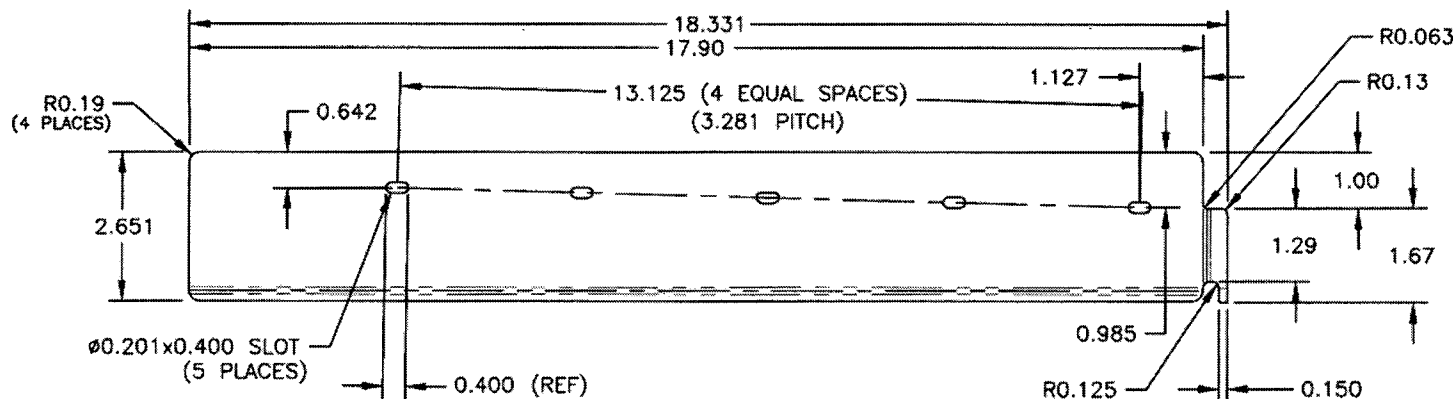 18.331
17.90
R0.063
1.127
13.125 (4 EQUAL SPACES)
(3.281 PITCH)
R0.13
R0.19
(4 PLACES)
0.642
1.00
2.651
1.29
1.67
0.985
ø0.201x0.400 SLOT
(5 PLACES)
0.400 (REF)
R0.125
0.150